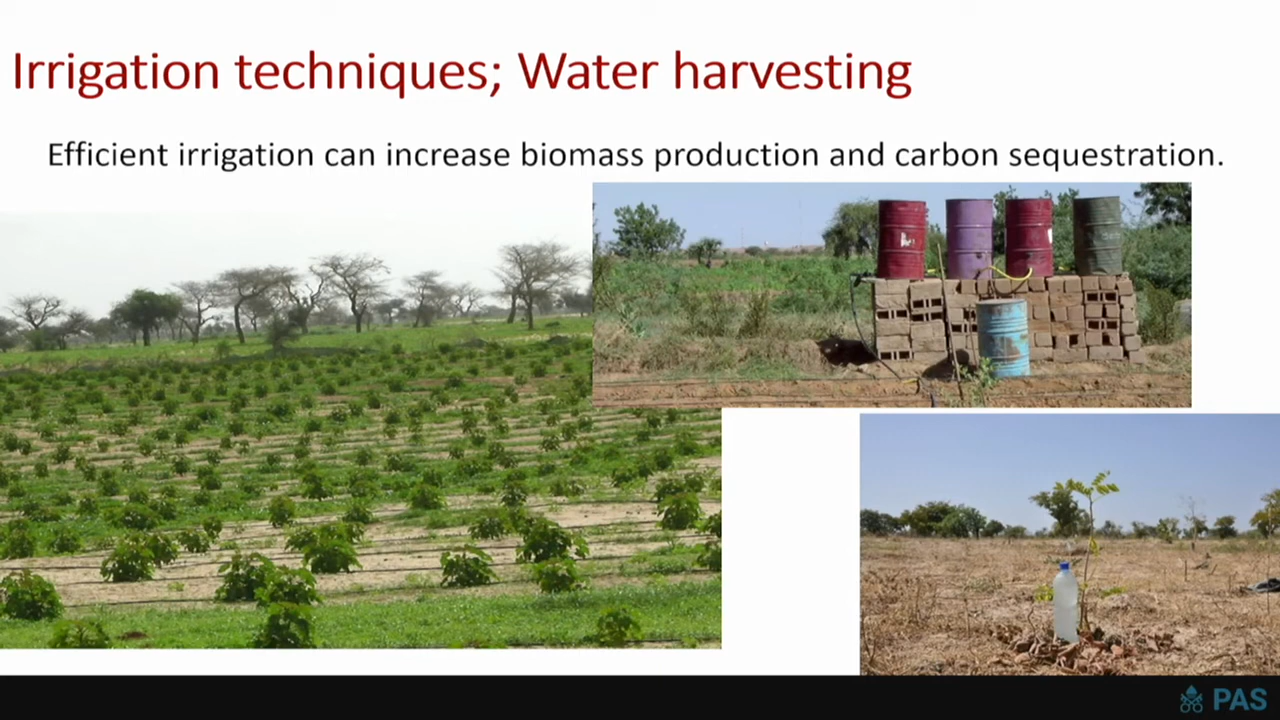 Irrigation techniques; Water harvesting
Efficient irrigation can increase biomass production and carbon sequestration.
PAS